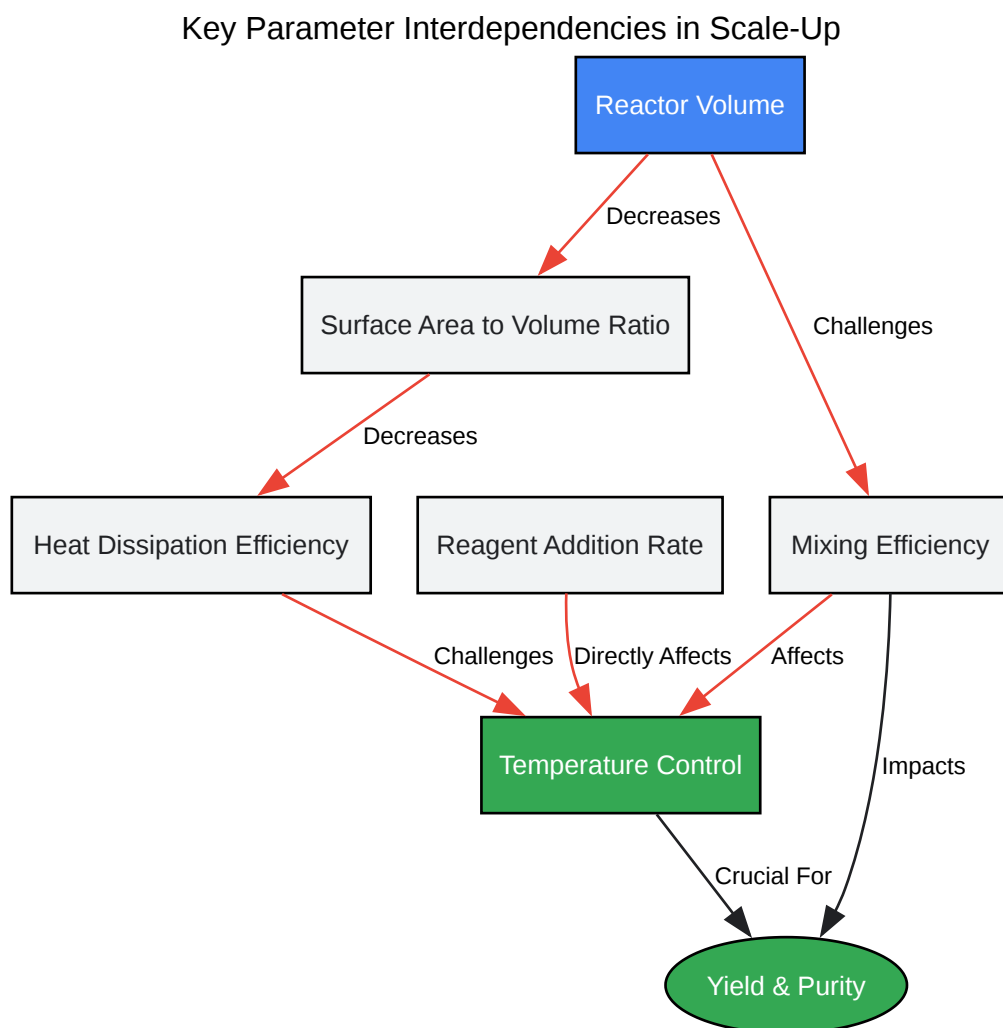 Key Parameter Interdependencies in Scale-Up
Reactor Volume
Decreases
Surface Area to Volume Ratio
Challenges
Decreases
Heat Dissipation Efficiency
Reagent Addition Rate
Mixing Efficiency
Challenges
Directly Affects
Affects
Temperature Control
Impacts
Crucial For
Yield & Purity